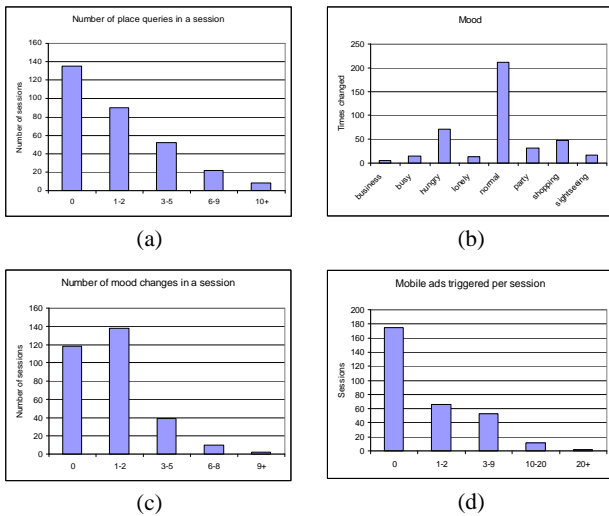 Number of place queries in a session
Number of sessions
160
140
120
100
80
60
40
20
0
0 1-2 3-5 6-9 10+
(a)
Mood
Times changed
250
200
150
100
50
0
business busy hungry lonely normal party shopping sightseeing
(b)
Number of mood changes in a session
Number of sessions
160
140
120
100
80
60
40
20
0
0 1-2 3-5 6-8 9+
(c)
Mobile ads triggered per session
Sessions
200
180
160
140
120
100
80
60
40
20
0
0 1-2 3-9 10-20 20+
(d)